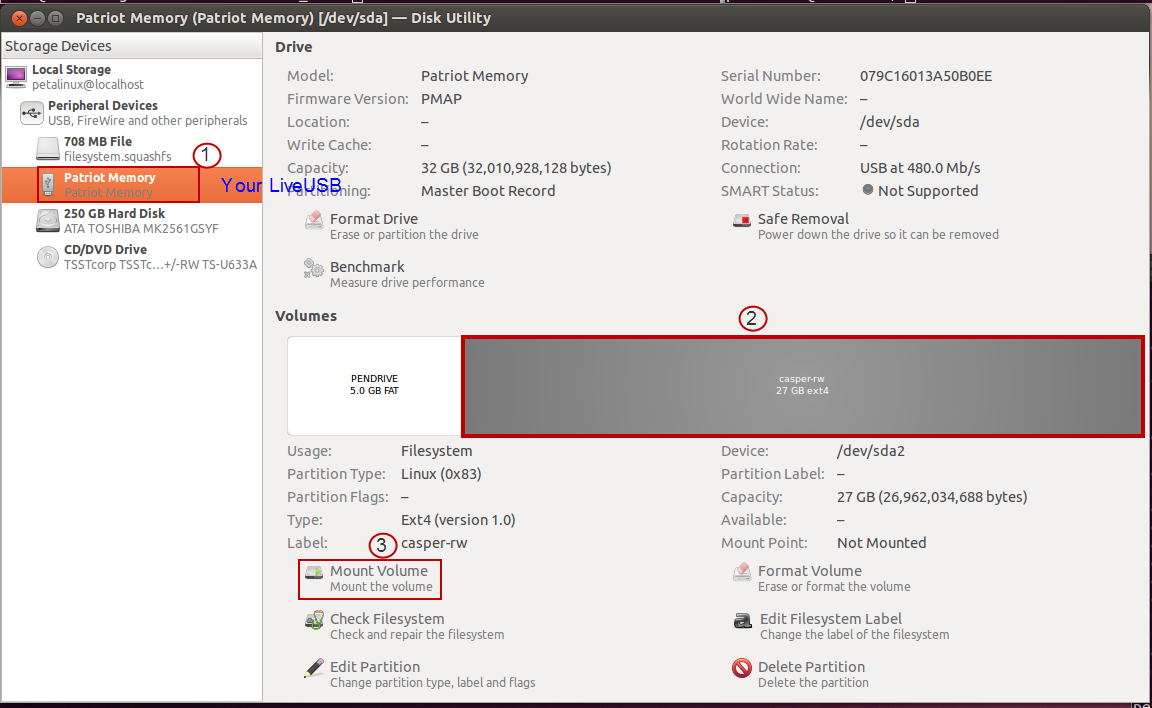 Patriot Memory (Patriot Memory) [/dev/sda] — Disk Utility
Storage Devices
Local Storage
petalinux@localhost
Peripheral Devices
USB, FireWire and other peripherals
708 MB File
filesystem.squashfs
1
Patriot Memory
Patriot Memory
Your LiveUSB
250 GB Hard Disk
ATA TOSHIBA MK2561GSYF
CD/DVD Drive
TSSTcorp TSSTc...+/-RW TS-U633A
Drive
Model: Patriot Memory
Serial Number: 079C16013A50B0EE
Firmware Version: PMAP
World Wide Name: –
Location: –
Device: /dev/sda
Write Cache: –
Rotation Rate: –
Capacity: 32 GB (32,010,928,128 bytes)
Connection: USB at 480.0 Mb/s
Partitioning: Master Boot Record
SMART Status: Not Supported
Format Drive
Erase or partition the drive
Safe Removal
Power down the drive so it can be removed
Benchmark
Measure drive performance
Volumes
2
PENDRIVE
5.0 GB FAT
casper-rw
27 GB ext4
Usage: Filesystem
Device: /dev/sda2
Partition Type: Linux (0x83)
Partition Label: –
Partition Flags: –
Capacity: 27 GB (26,962,034,688 bytes)
Type: Ext4 (version 1.0)
Available: –
Label: casper-rw
Mount Point: Not Mounted
3
Mount Volume
Mount the volume
Format Volume
Erase or format the volume
Check Filesystem
Check and repair the filesystem
Edit Filesystem Label
Change the label of the filesystem
Edit Partition
Change partition type, label and flags
Delete Partition
Delete the partition